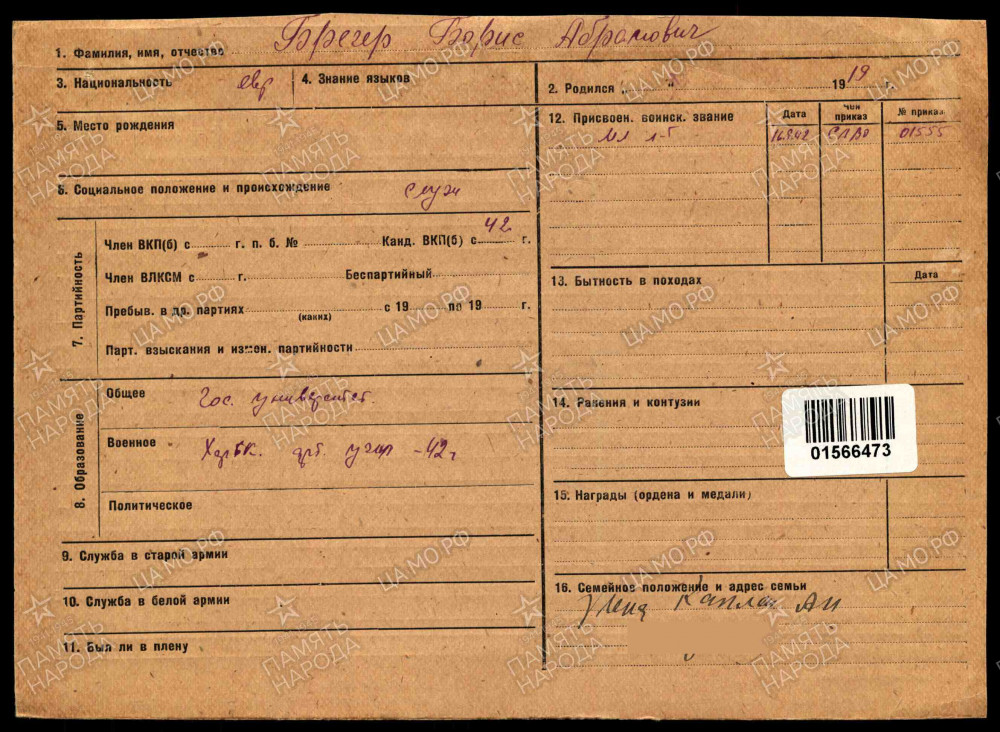 1. Фамилия, имя, отчество Брегер Борис Абрамович
3. Национальность евр
4. Знание языков
2. Родился „ “ 1919 г.
5. Место рождения
6. Социальное положение и происхождение служ
7. Партийность
Член ВКП(б) с г. п. б. № Канд. ВКП(б) с 42 г.
Член ВЛКСМ с г. Беспартийный
Пребыв. в др. партиях с 19 по 19 г.
(каких)
Парт. взыскания и измен. партийности
8. Образование
Общее Гос. университет.
Военное Харьк. арт. учил -42 г
Политическое
9. Служба в старой армии
10. Служба в белой армии
11. Был ли в плену
12. Присвоен. воинск. звание Дата Чей приказ № приказа
Мл л-т САВО 01555
13. Бытность в походах Дата
14. Ранения и контузии
01566473
15. Награды (ордена и медали)
16. Семейное положение и адрес семьи
Жена Каплан
ПАМЯТЬ НАРОДА
ЦАМО.РФ